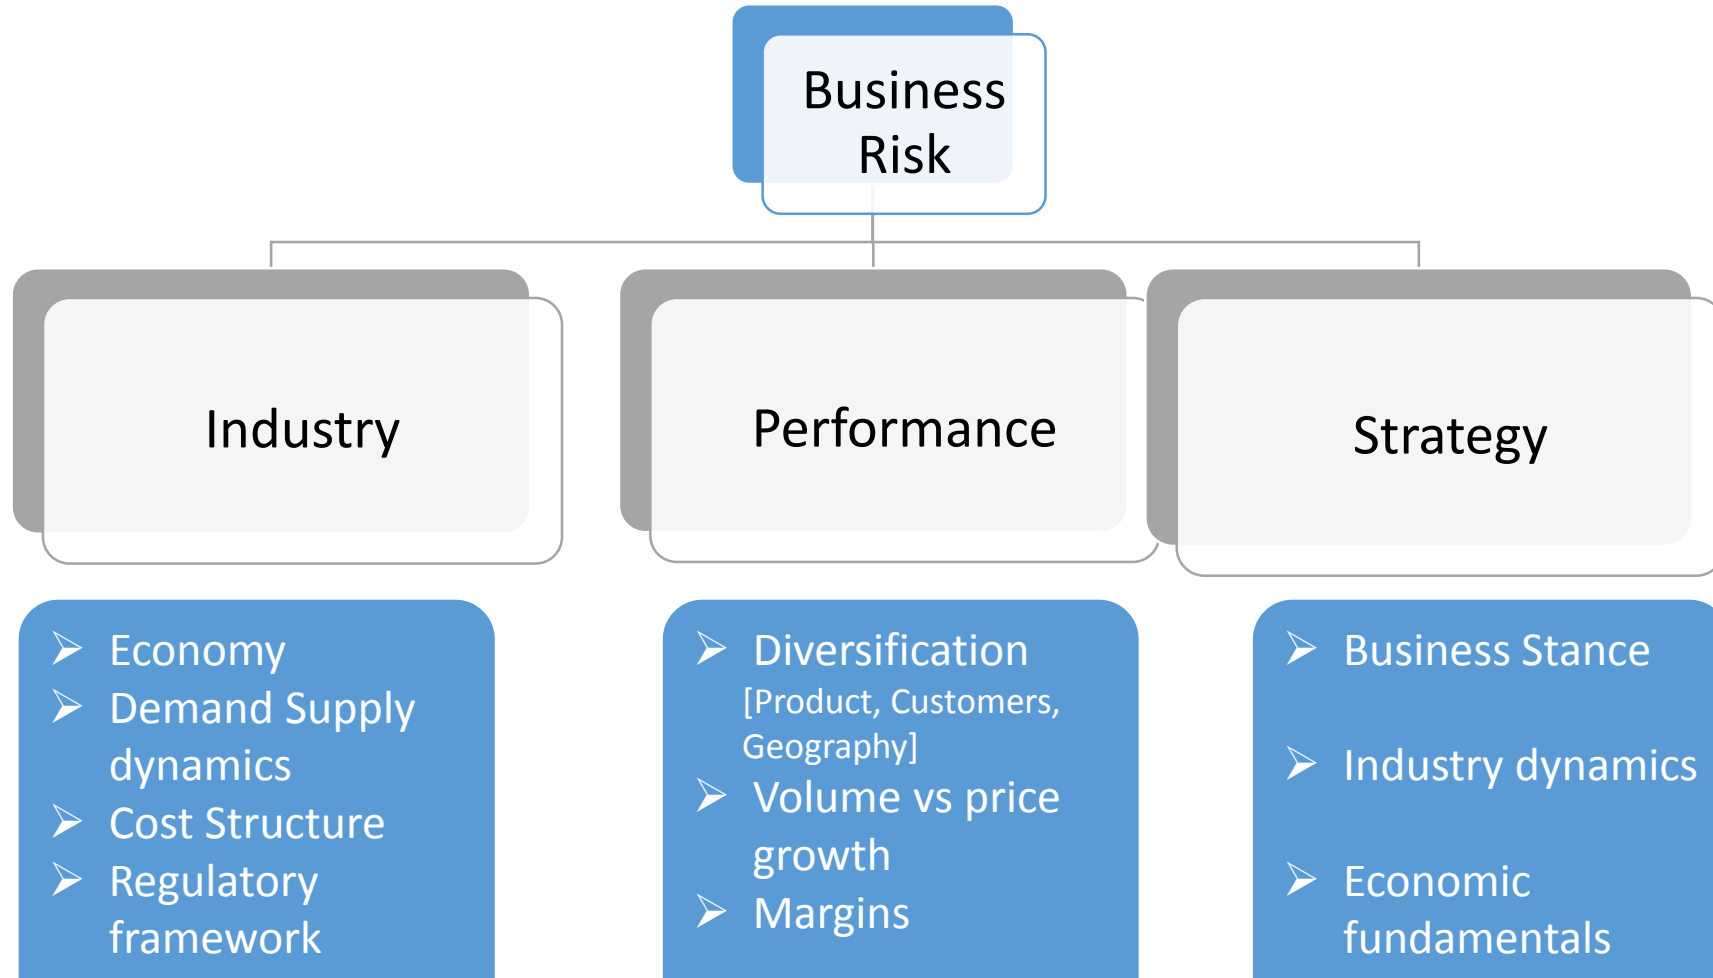 Business
Risk
Industry
Performance
Strategy
➢ Economy
➢ Demand Supply
dynamics
➢ Cost Structure
➢ Regulatory
framework
➢ Diversification
[Product, Customers,
Geography]
➢ Volume vs price
growth
➢ Margins
➢ Business Stance
➢ Industry dynamics
➢ Economic
fundamentals